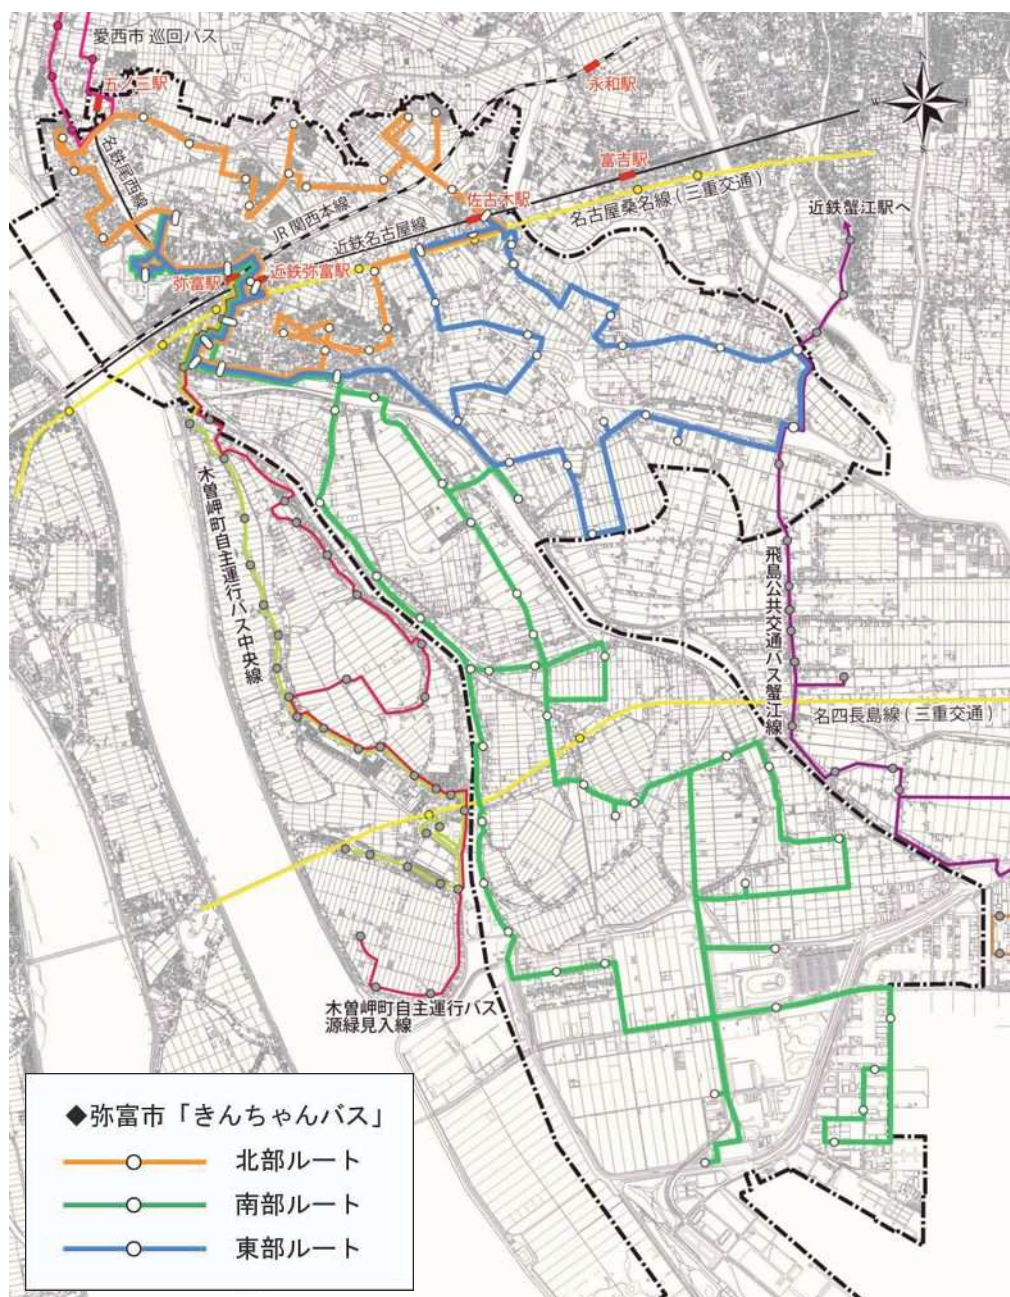 愛西市 巡回バス
五ノ三駅
永和駅
名鉄尾西線
富吉駅
佐古木駅
名古屋桑名線(三重交通)
JR関西本線
近鉄名古屋線
近鉄蟹江駅へ
弥富駅
近鉄弥富駅
木曽岬町自主運行バス中央線
飛島公共交通バス蟹江線
名四長島線(三重交通)
木曽岬町自主運行バス
源緑見入線
◆弥富市「きんちゃんバス」
北部ルート
南部ルート
東部ルート